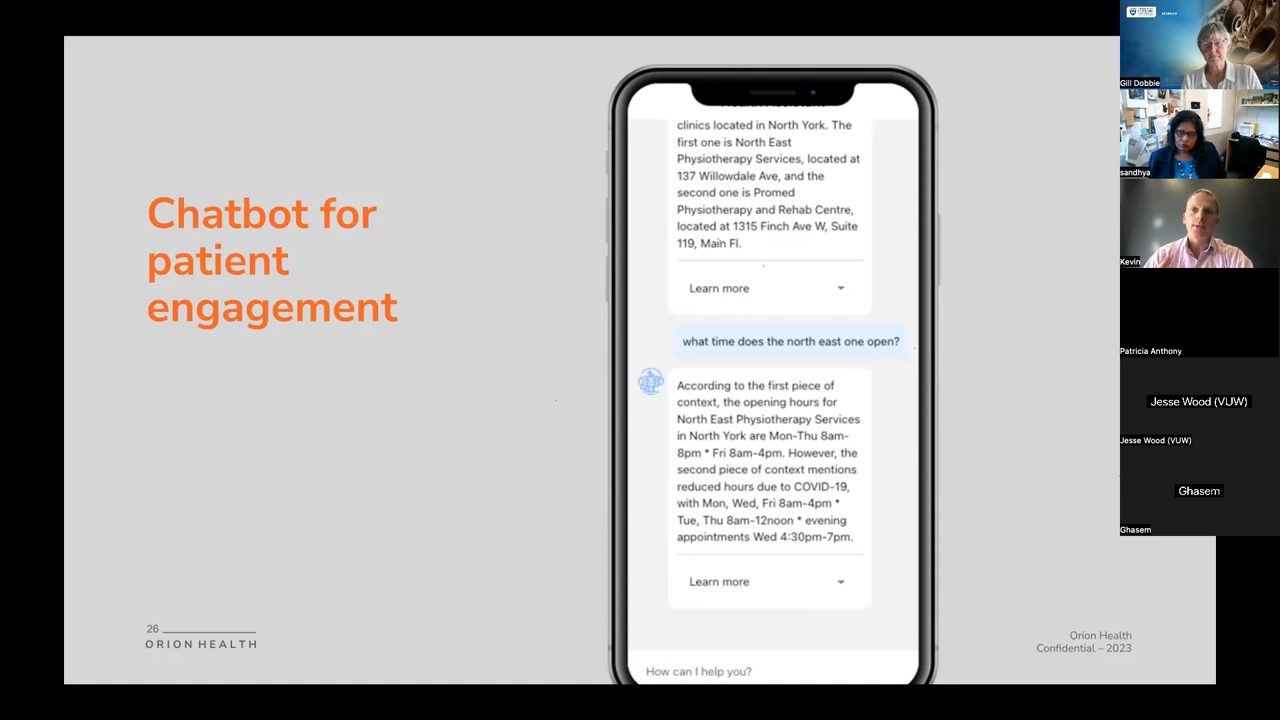 Chatbot for
patient
engagement
clinics located in North York. The
first one is North East
Physiotherapy Services, located at
137 Willowdale Ave, and the
second one is Promed
Physiotherapy and Rehab Centre,
located at 1315 Finch Ave W, Suite
119, Main Fl.
Learn more
what time does the north east one open?
According to the first piece of
context, the opening hours for
North East Physiotherapy Services
in North York are Mon-Thu 8am-
8pm * Fri 8am-4pm. However, the
second piece of context mentions
reduced hours due to COVID-19,
with Mon, Wed, Fri 8am-4pm *
Tue, Thu 8am-12noon * evening
appointments Wed 4:30pm-7pm.
Learn more
How can I help you?
26
ORION HEALTH
Orion Health
Confidential – 2023
SCIENCE
Gill Dobbie
sandhya
Kevin
Patricia Anthony
Jesse Wood (VUW)
Jesse Wood (VUW)
Ghasem
Ghasem